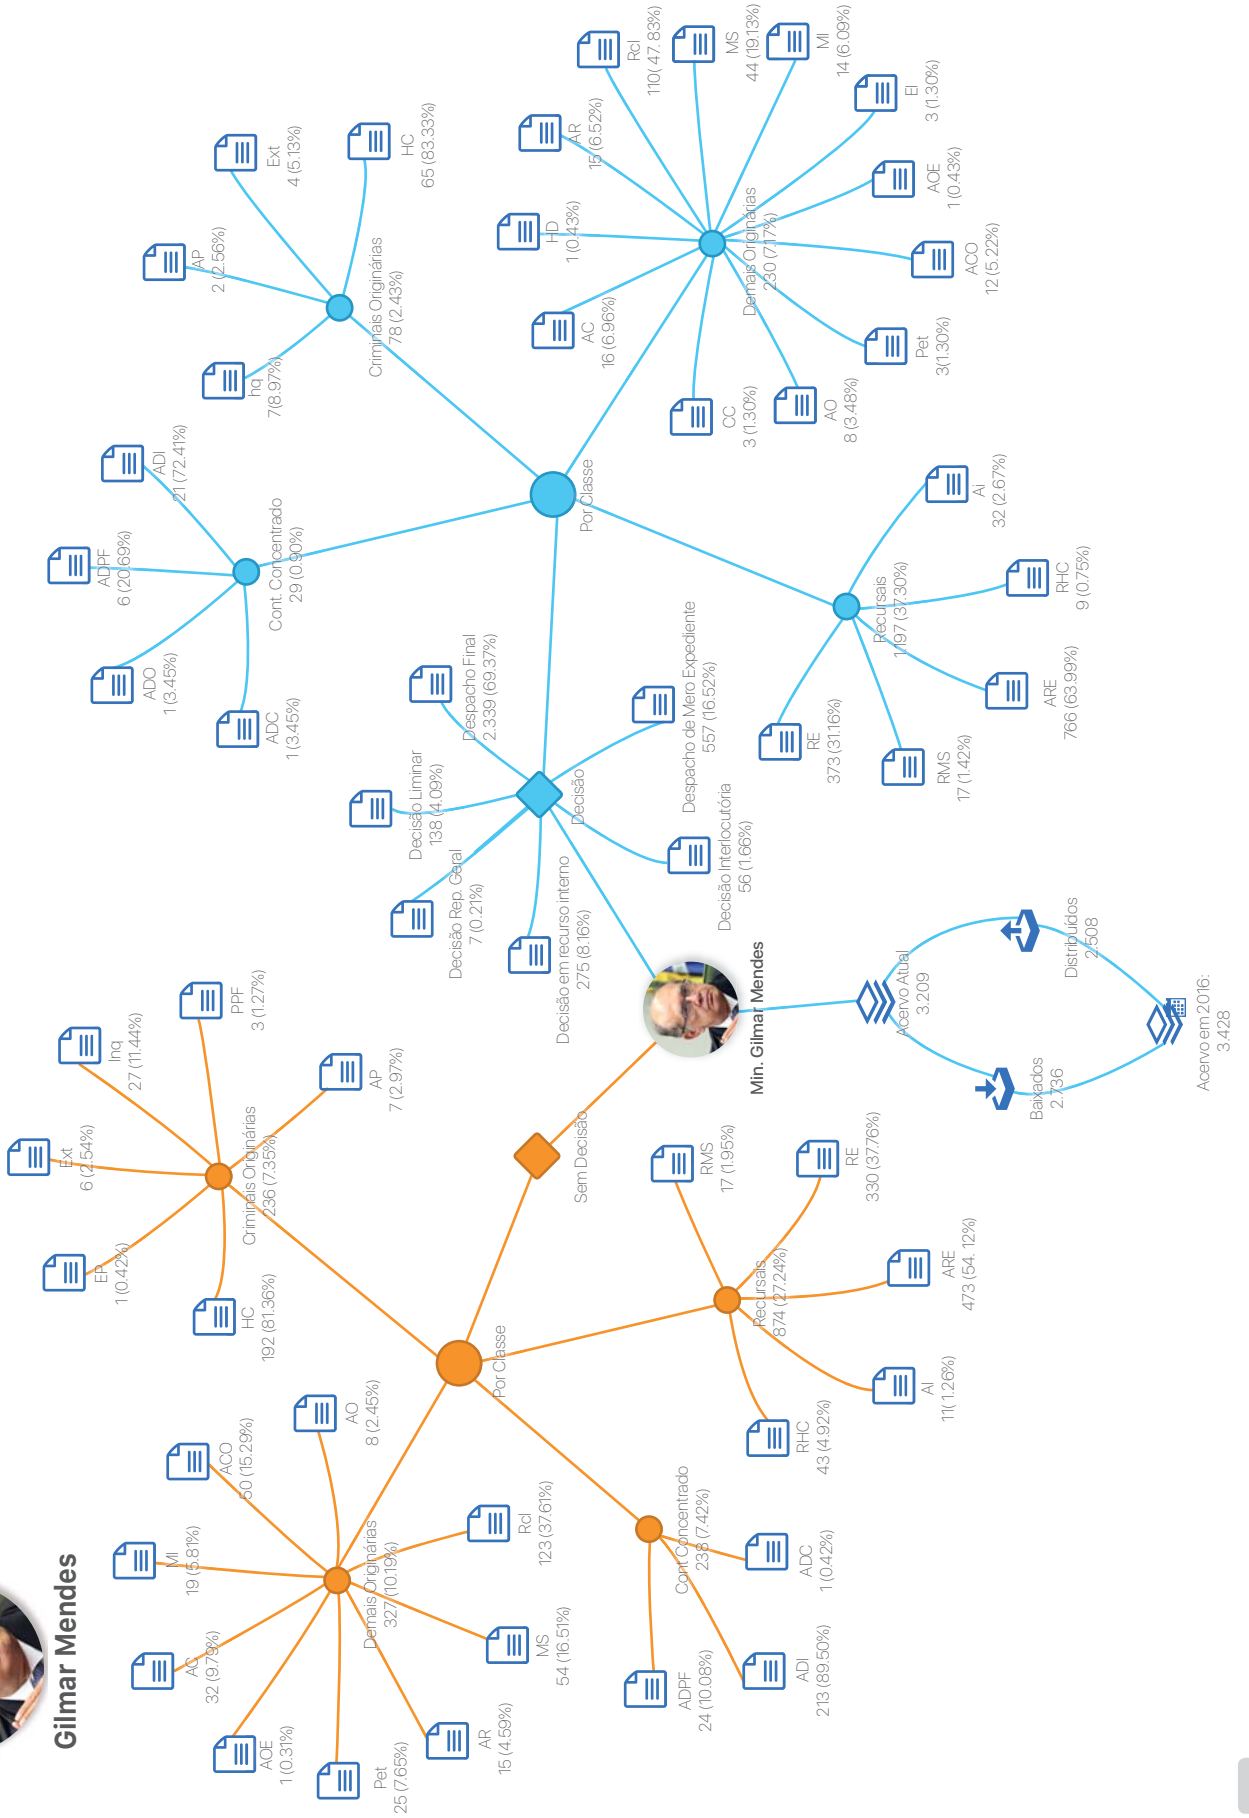 Gilmar Mendes
EP
1 (0.42%)
Ext
6 (2.54%)
Inq
27 (11.44%)
PPF
3 (1.27%)
AP
7 (2.97%)
HC
192 (81.36%)
Criminais Originárias
236 (7.35%)
AOE
1 (0.31%)
AC
32 (9.79%)
MI
19 (5.81%)
ACO
50 (15.29%)
AO
8 (2.45%)
Pet
25 (7.65%)
AR
15 (4.59%)
MS
54 (16.51%)
Rcl
123 (37.61%)
Demais Originárias
327 (10.19%)
Por Classe
Sem Decisão
ADPF
24 (10.08%)
ADI
213 (89.50%)
ADC
1 (0.42%)
Cont Concentrado
238 (7.42%)
RHC
43 (4.92%)
AI
11( 1.26%)
ARE
473 (54. 12%)
RE
330 (37.76%)
RMS
17 (1.95%)
Recursais
874 (27.24%)
Min. Gilmar Mendes
Acervo Atual
3.209
Baixados
2.736
Distribuídos
2.508
Acervo em 2016:
3.428
Decisão
Decisão em recurso interno
275 (8.16%)
Decisão Rep. Geral
7 (0.21%)
Decisão Liminar
138 (4.09%)
Despacho Final
2.339 (69.37%)
Despacho de Mero Expediente
557 (16.52%)
Decisão Interlocutória
56 (1.66%)
Por Classe
ADC
1 (3.45%)
ADO
1 (3.45%)
ADPF
6 (20.69%)
ADI
21 (72.41%)
Cont. Concentrado
29 (0.90%)
hq
7(8.97%)
AP
2 (2.56%)
Ext
4 (5.13%)
HC
65 (83.33%)
Criminais Originárias
78 (2.43%)
AC
16 (6.96%)
HD
1 (0.43%)
AR
15 (6.52%)
Rcl
110( 47. 83%)
MS
44 (19.13%)
MI
14 (6.09%)
EI
3 (1.30%)
AOE
1 (0.43%)
ACO
12 (5.22%)
Pet
3(1.30%)
AO
8 (3.48%)
CC
3 (1.30%)
Demais Originárias
230 (7.17%)
RE
373 (31.16%)
RMS
17 (1.42%)
ARE
766 (63.99%)
RHC
9 (0.75%)
Ai
32 (2.67%)
Recursais
1.197 (37.30%)